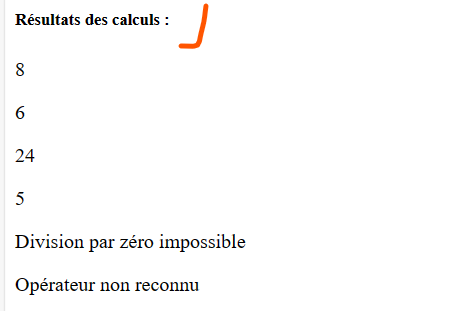 Résultats des calculs :
8
6
24
5
Division par zéro impossible
Opérateur non reconnu